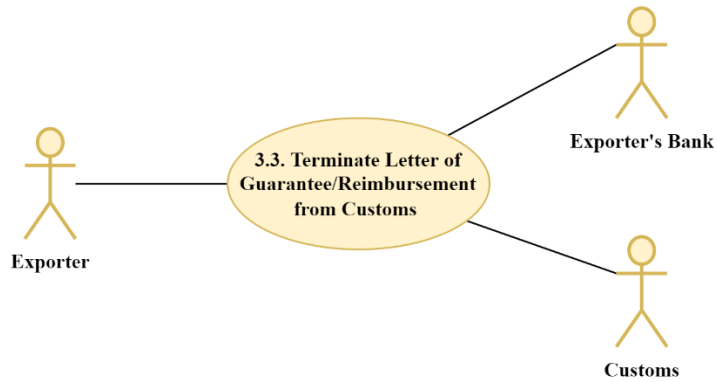 Exporter's Bank
3.3. Terminate Letter of
Guarantee/Reimbursement
from Customs
Exporter
Customs